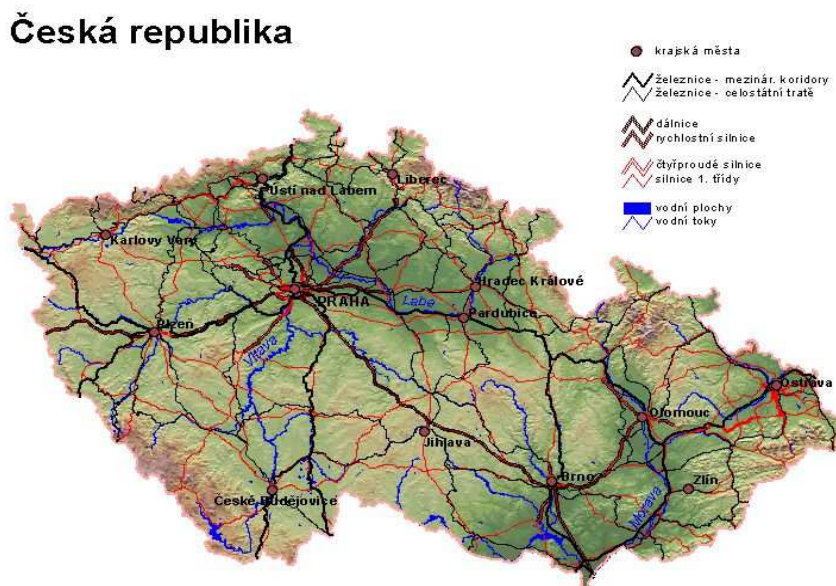 Česká republika
krajská města
železnice - mezinár. koridory
železnice - celostátní tratě
dálnice
rychlostní silnice
čtyřproudé silnice
silnice 1. třídy
vodní plochy
vodní toky
Ústí nad Labem
Liberec
Karlovy Vary
Hradec Králové
PRAHA
Labe
Pardubice
Plzeň
Vltava
Ostrava
Olomouc
Jihlava
Brno
Zlín
České Budějovice
Morava